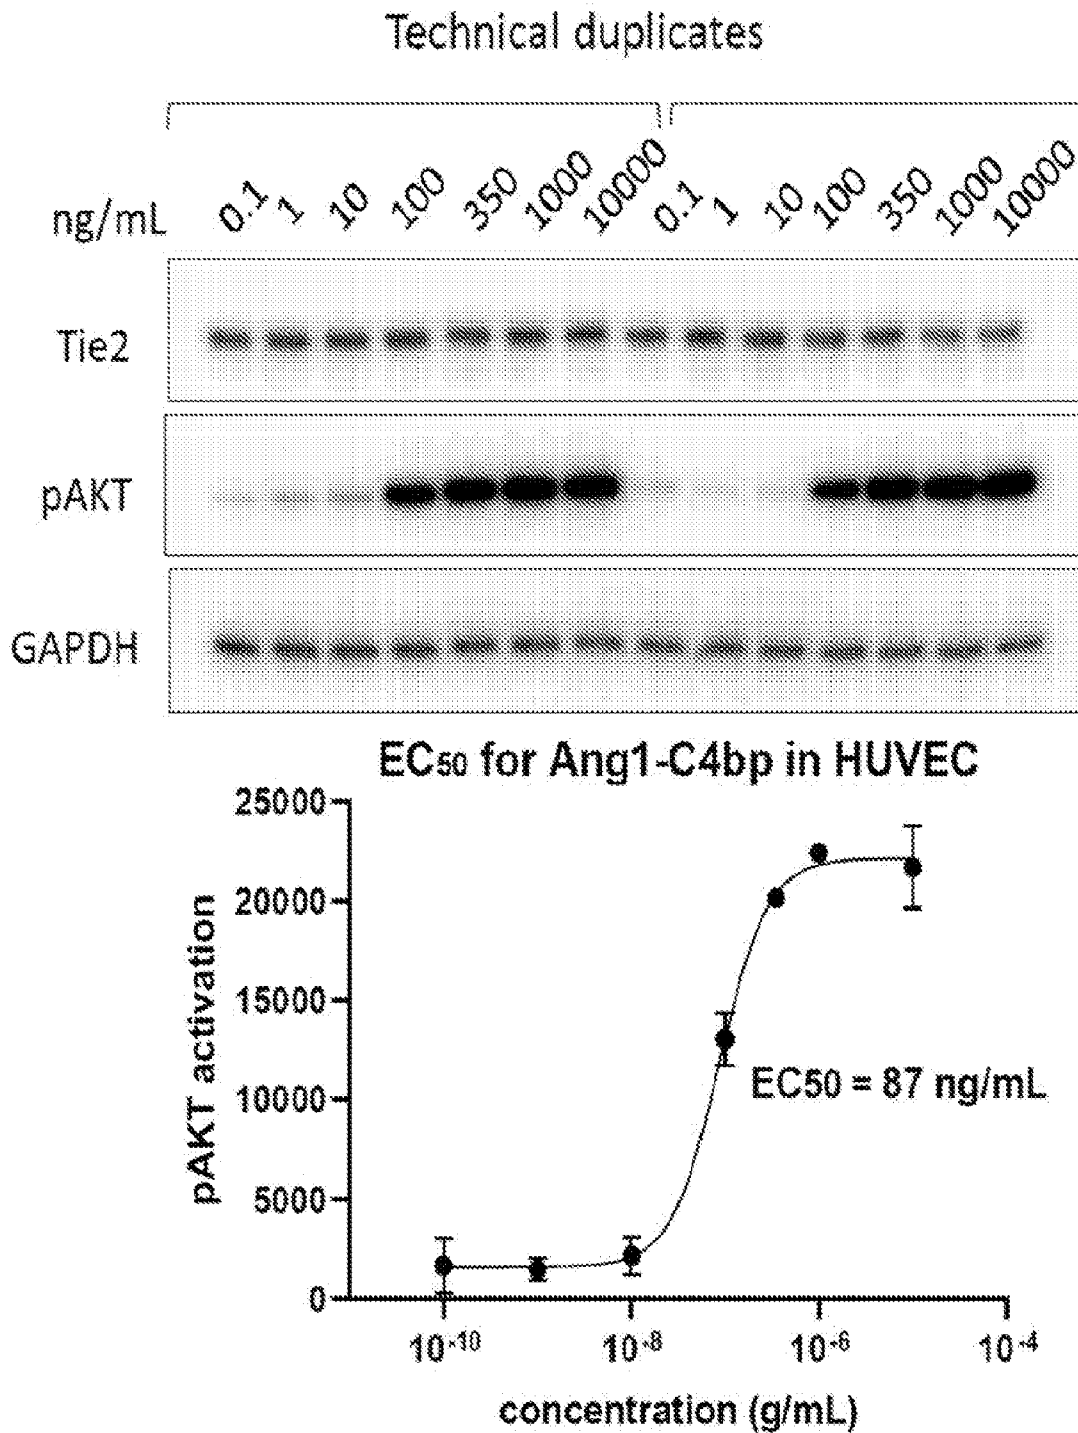 Technical duplicates
ng/mL 0.1 1 10 100 350 1000 10000 0.1 1 10 100 350 1000 10000
Tie2
pAKT
GAPDH
EC50 for Ang1-C4bp in HUVEC
25000
20000
15000
10000
5000
0
pAKT activation
EC50 = 87 ng/mL
10-10 10-8 10-6 10-4
concentration (g/mL)